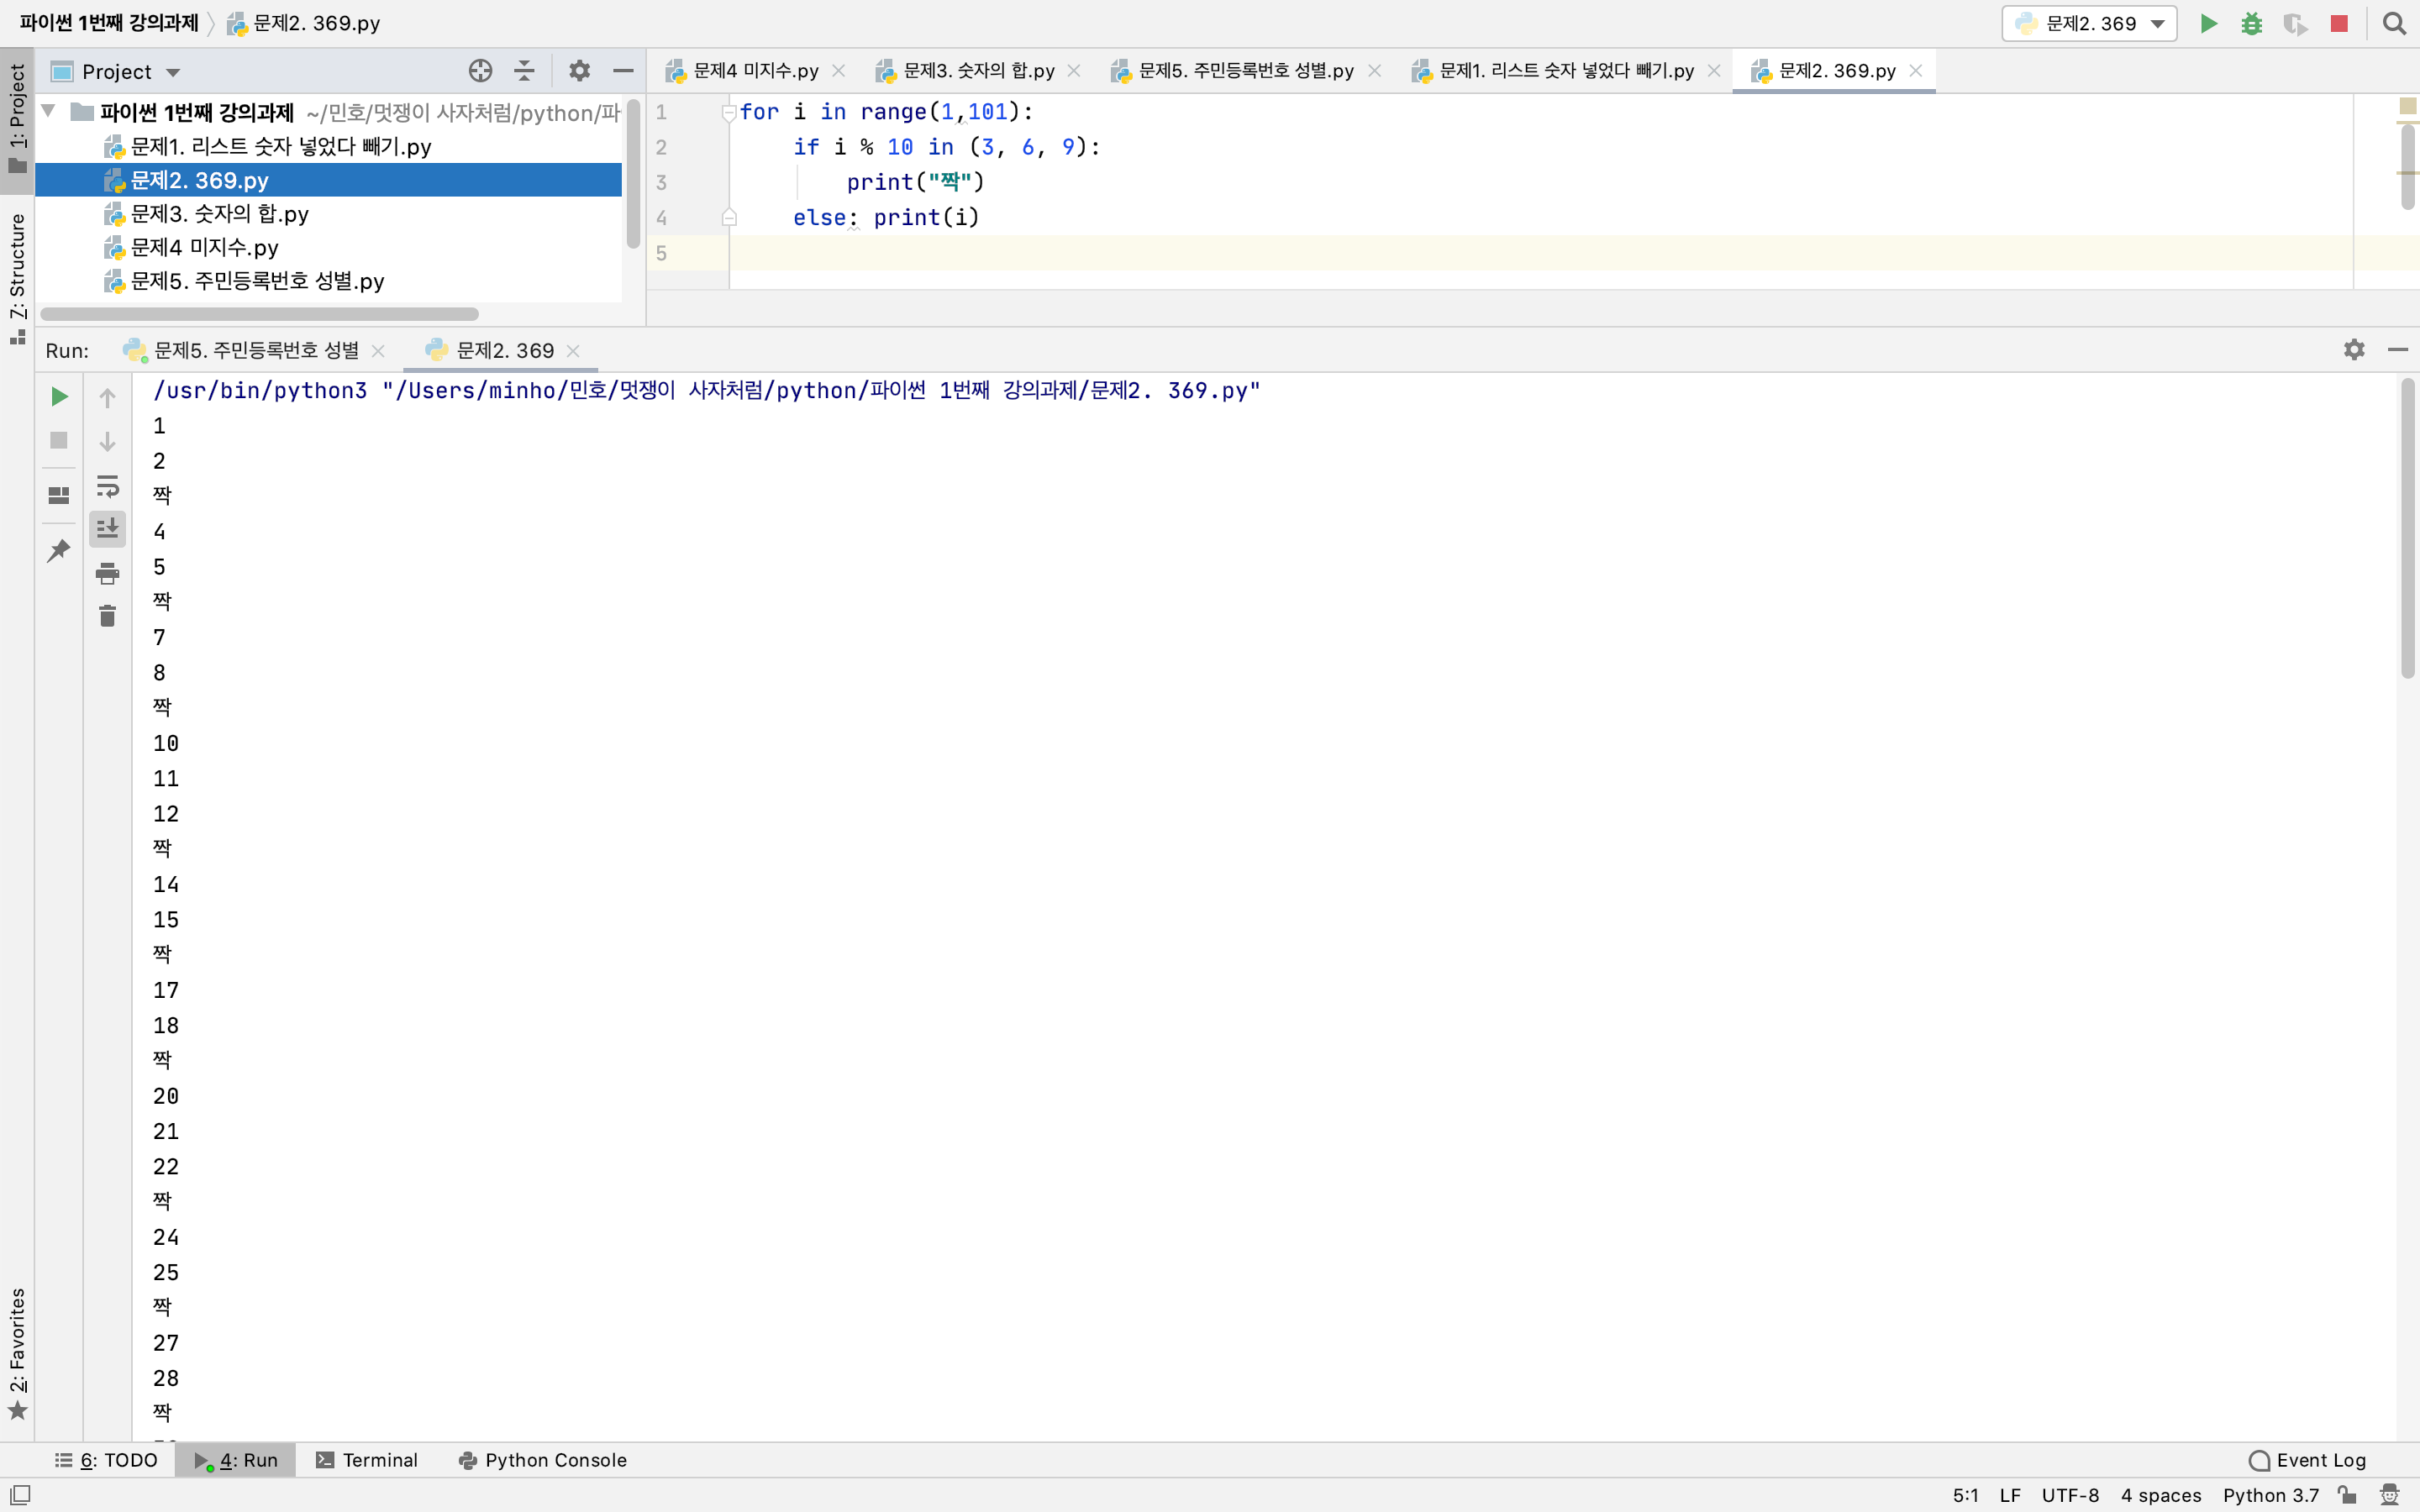 파이썬 1번째 강의과제
문제2. 369.py
문제2. 369
1: Project
7: Structure
2: Favorites
Project
파이썬 1번째 강의과제 ~/민호/멋쟁이 사자처럼/python/파
문제1. 리스트 숫자 넣었다 빼기.py
문제2. 369.py
문제3. 숫자의 합.py
문제4 미지수.py
문제5. 주민등록번호 성별.py
문제4 미지수.py
문제3. 숫자의 합.py
문제5. 주민등록번호 성별.py
문제1. 리스트 숫자 넣었다 빼기.py
문제2. 369.py
1 for i in range(1,101):
2 if i % 10 in (3, 6, 9):
3 print("짝")
4 else: print(i)
5
Run:
문제5. 주민등록번호 성별
문제2. 369
/usr/bin/python3 "/Users/minho/민호/멋쟁이 사자처럼/python/파이썬 1번째 강의과제/문제2. 369.py"
1
2
짝
4
5
짝
7
8
짝
10
11
12
짝
14
15
짝
17
18
짝
20
21
22
짝
24
25
짝
27
28
짝
6: TODO
4: Run
Terminal
Python Console
Event Log
5:1
LF
UTF-8
4 spaces
Python 3.7